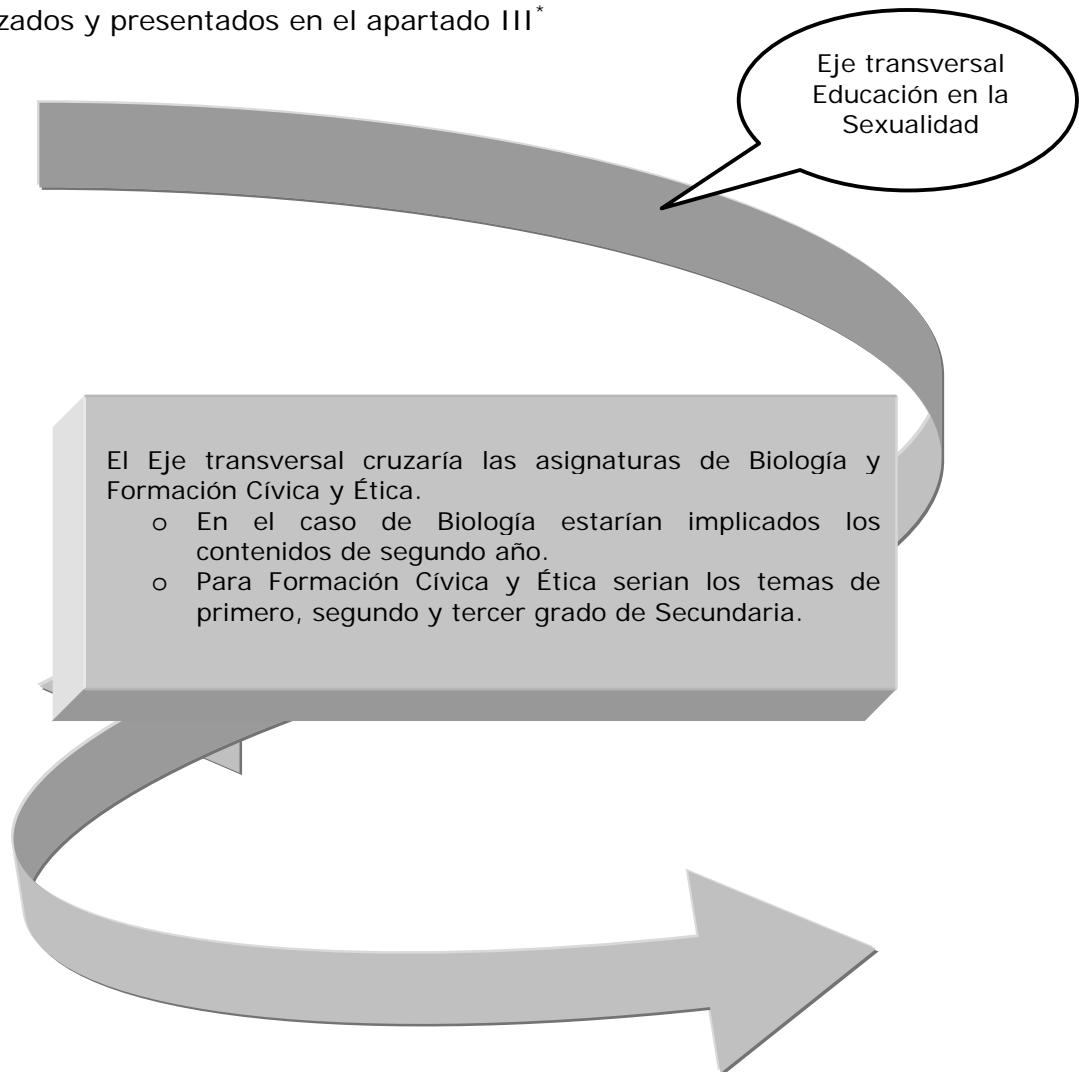 zados y presentados en el apartado III*
Eje transversal
Educación en la
Sexualidad
El Eje transversal cruzaría las asignaturas de Biología y
Formación Cívica y Ética.
o En el caso de Biología estarían implicados los
contenidos de segundo año.
o Para Formación Cívica y Ética serian los temas de
primero, segundo y tercer grado de Secundaria.